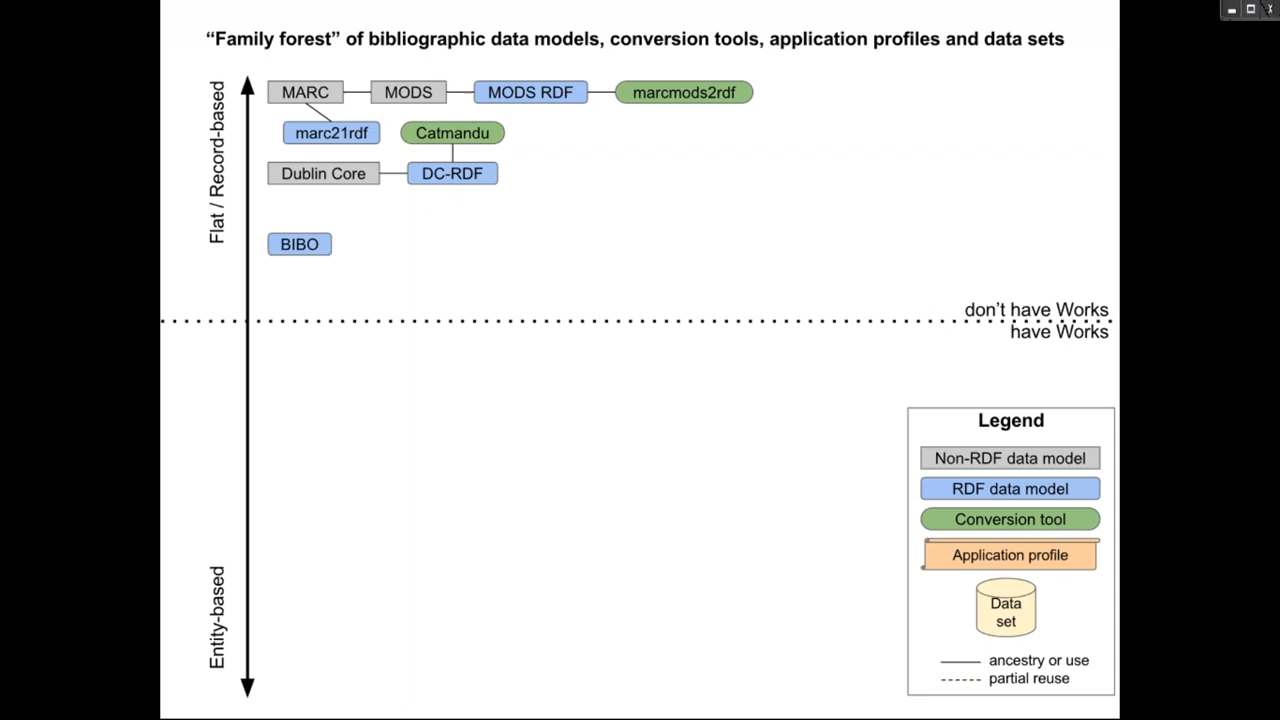 “Family forest” of bibliographic data models, conversion tools, application profiles and data sets
Flat / Record-based
MARC
MODS
MODS RDF
marcmods2rdf
marc21rdf
Catmandu
Dublin Core
DC-RDF
BIBO
don't have Works
have Works
Entity-based
Legend
Non-RDF data model
RDF data model
Conversion tool
Application profile
Data
set
ancestry or use
partial reuse